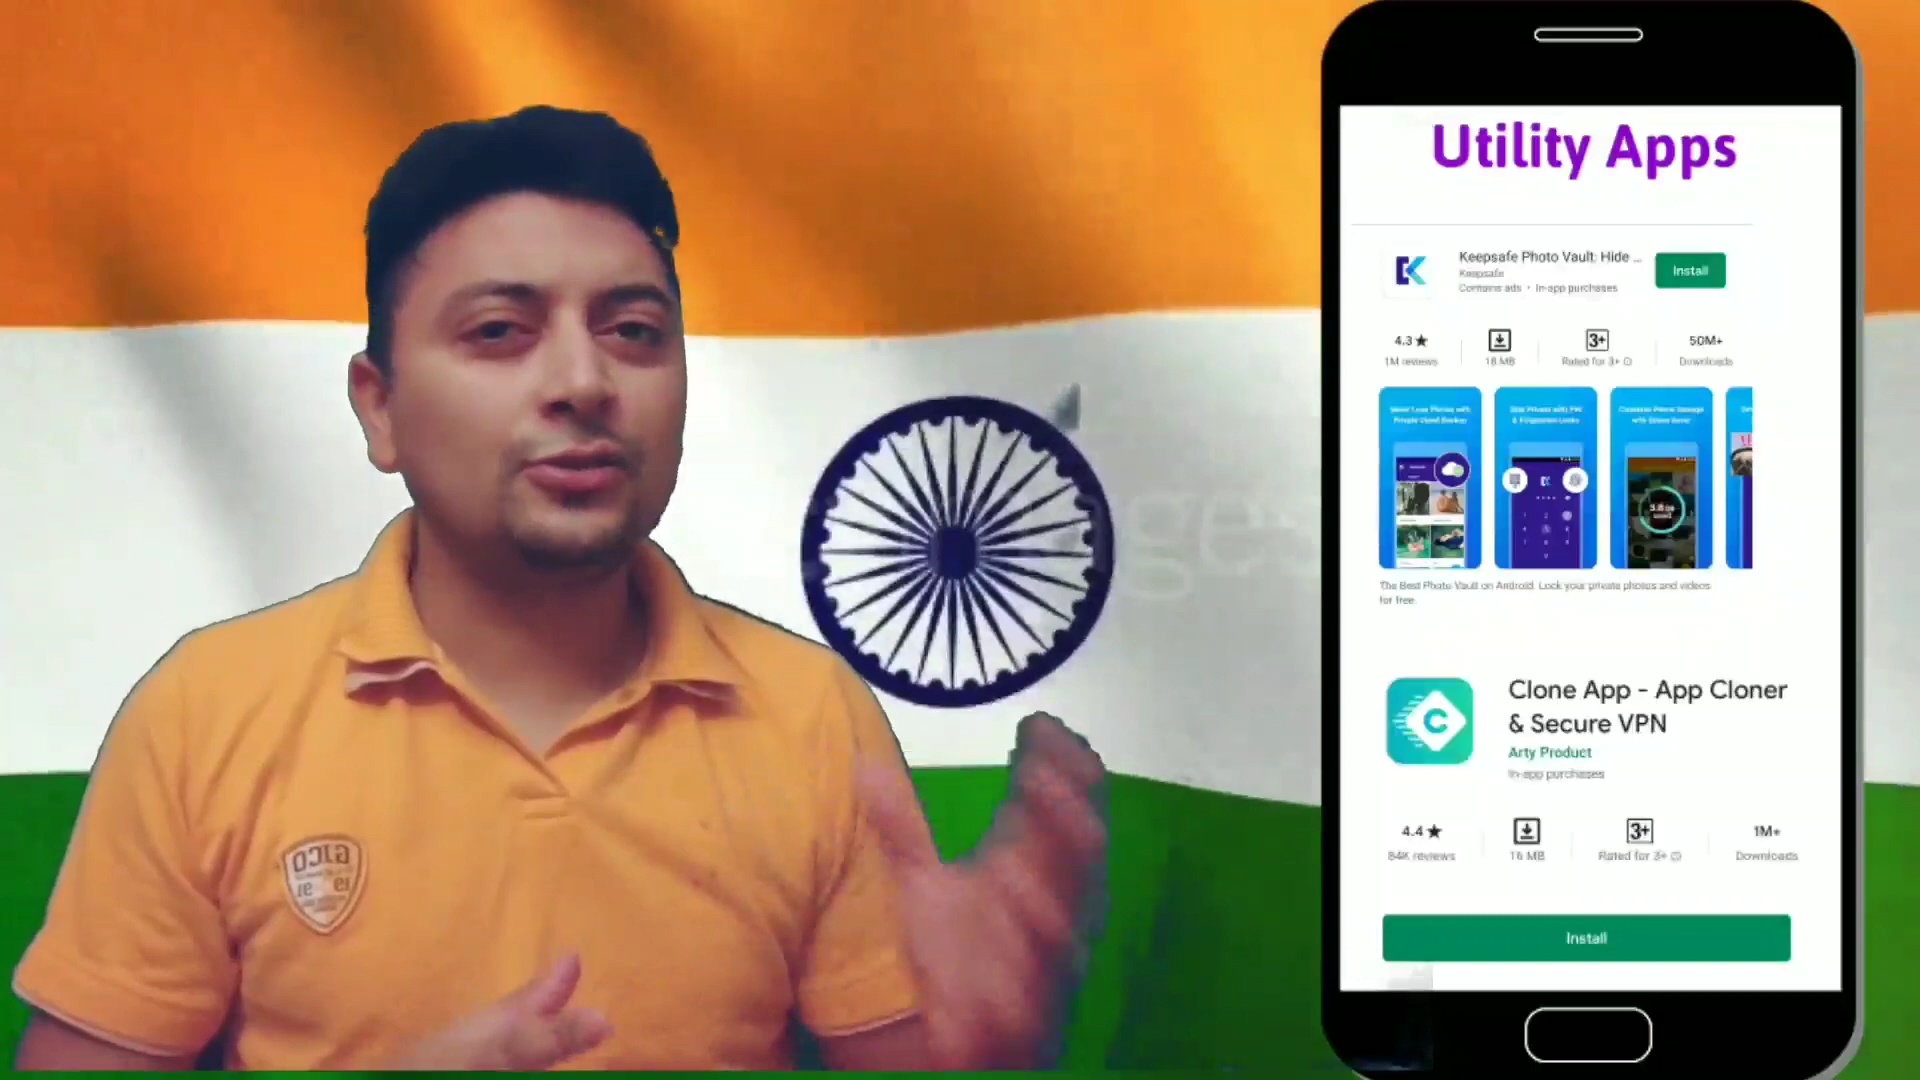 Utility Apps
Keepsafe Photo Vault: Hide ...
Keepsafe
Contains ads • In-app purchases
Install
4.3★
1M reviews
18 MB
3+
Rated for 3+
50M+
Downloads
The Best Photo Vault on Android. Lock your private photos and videos
for free.
Clone App - App Cloner
& Secure VPN
Arty Product
In-app purchases
4.4★
84K reviews
16 MB
3+
Rated for 3+
1M+
Downloads
Install
GJCO
19 91